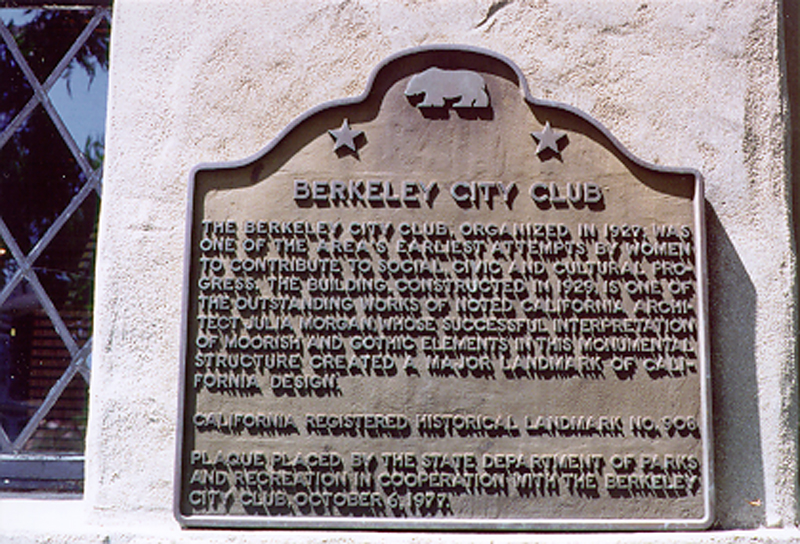 BERKELEY CITY CLUB
THE BERKELEY CITY CLUB, ORGANIZED IN 1927, WAS
ONE OF THE AREA'S EARLIEST ATTEMPTS BY WOMEN
TO CONTRIBUTE TO SOCIAL, CIVIC AND CULTURAL PRO-
GRESS. THE BUILDING, CONSTRUCTED IN 1929, IS ONE OF
THE OUTSTANDING WORKS OF NOTED CALIFORNIA ARCHI-
TECT JULIA MORGAN, WHOSE SUCCESSFUL INTERPRETATION
OF MOORISH AND GOTHIC ELEMENTS IN THIS MONUMENTAL
STRUCTURE CREATED A MAJOR LANDMARK OF CALI-
FORNIA DESIGN.
CALIFORNIA REGISTERED HISTORICAL LANDMARK NO. 908
PLAQUE PLACED BY THE STATE DEPARTMENT OF PARKS
AND RECREATION IN COOPERATION WITH THE BERKELEY
CITY CLUB, OCTOBER 6, 1977.